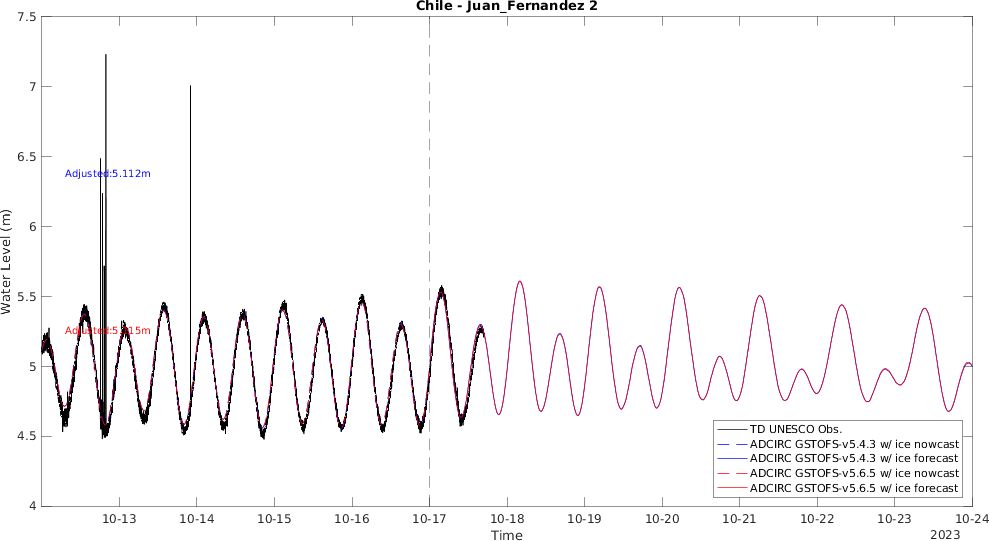 Chile - Juan_Fernandez 2
7.5
7
6.5
6
5.5
5
4.5
4
Water Level (m)
Adjusted:5.112m
TD UNESCO Obs.
ADCIRC GSTOFS-v5.4.3 w/ ice nowcast
ADCIRC GSTOFS-v5.4.3 w/ ice forecast
ADCIRC GSTOFS-v5.6.5 w/ ice nowcast
ADCIRC GSTOFS-v5.6.5 w/ ice forecast
10-13 10-14 10-15 10-16 10-17 10-18 10-19 10-20 10-21 10-22 10-23 10-24
Time
2023